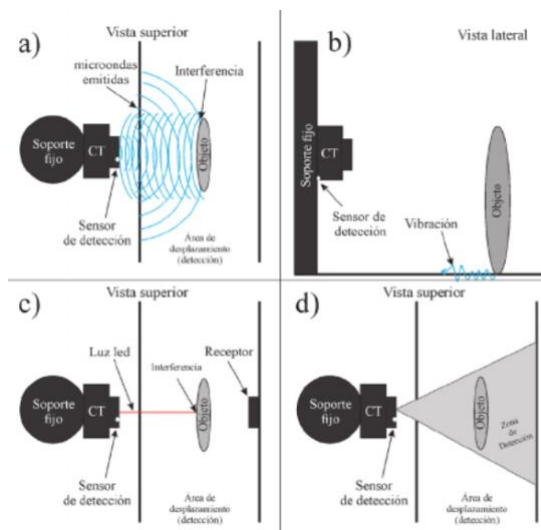 a)
Vista superior
microondas
emitidas
Interferencia
Soporte
fijo
CT
Objeto
Sensor
de detección
Área de
desplazamiento
(detección)
b)
Vista lateral
Soporte fijo
CT
Sensor de
detección
Vibración
Objeto
c)
Vista superior
Luz led
Interferencia
Receptor
Soporte
fijo
CT
Objeto
Sensor
de detección
Área de
desplazamiento
(detección)
d)
Vista superior
Soporte
fijo
CT
Objeto
Zona
de
Detección
Sensor
de detección
Área de
desplazamiento
(detección)